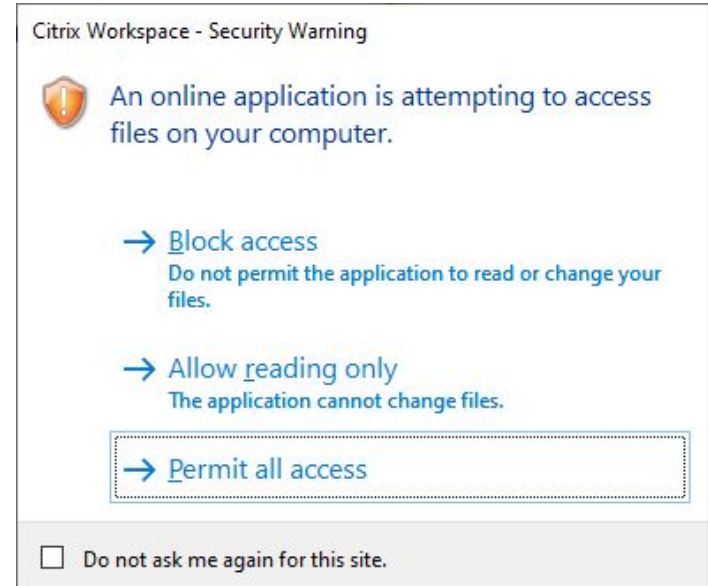 Citrix Workspace - Security Warning
An online application is attempting to access
files on your computer.
Block access
Do not permit the application to read or change your
files.
Allow reading only
The application cannot change files.
Permit all access
Do not ask me again for this site.